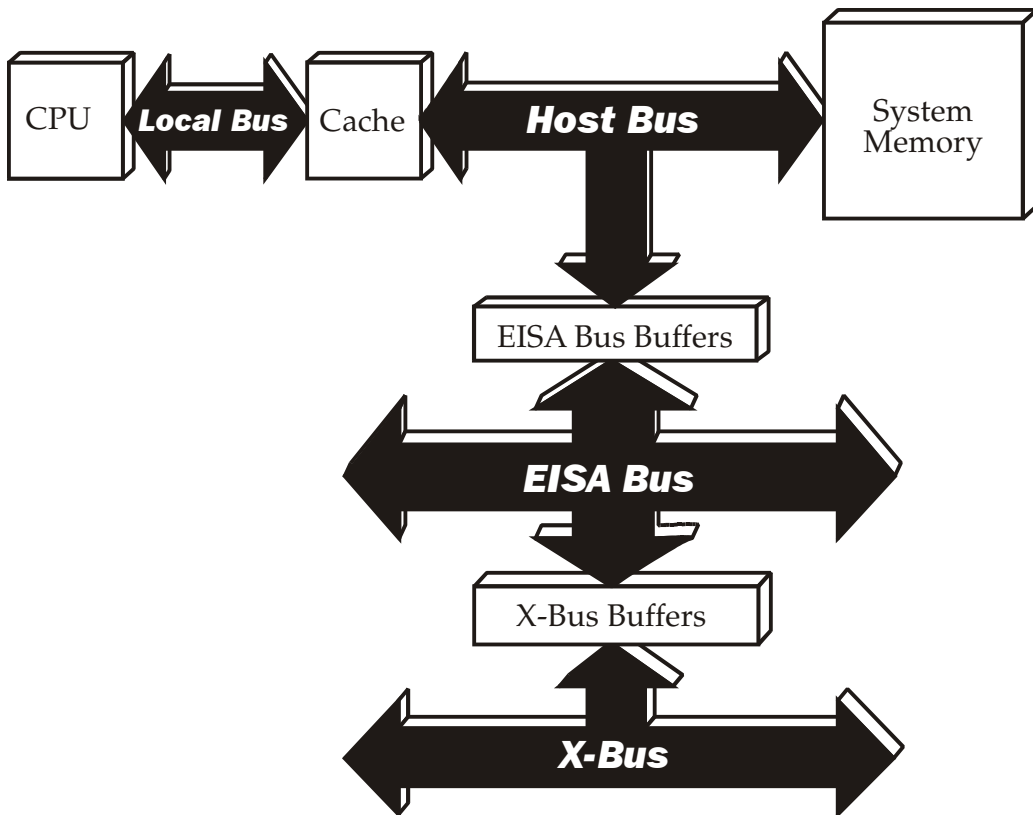 CPU
Local Bus
Cache
Host Bus
System
Memory
EISA Bus Buffers
EISA Bus
X-Bus Buffers
X-Bus